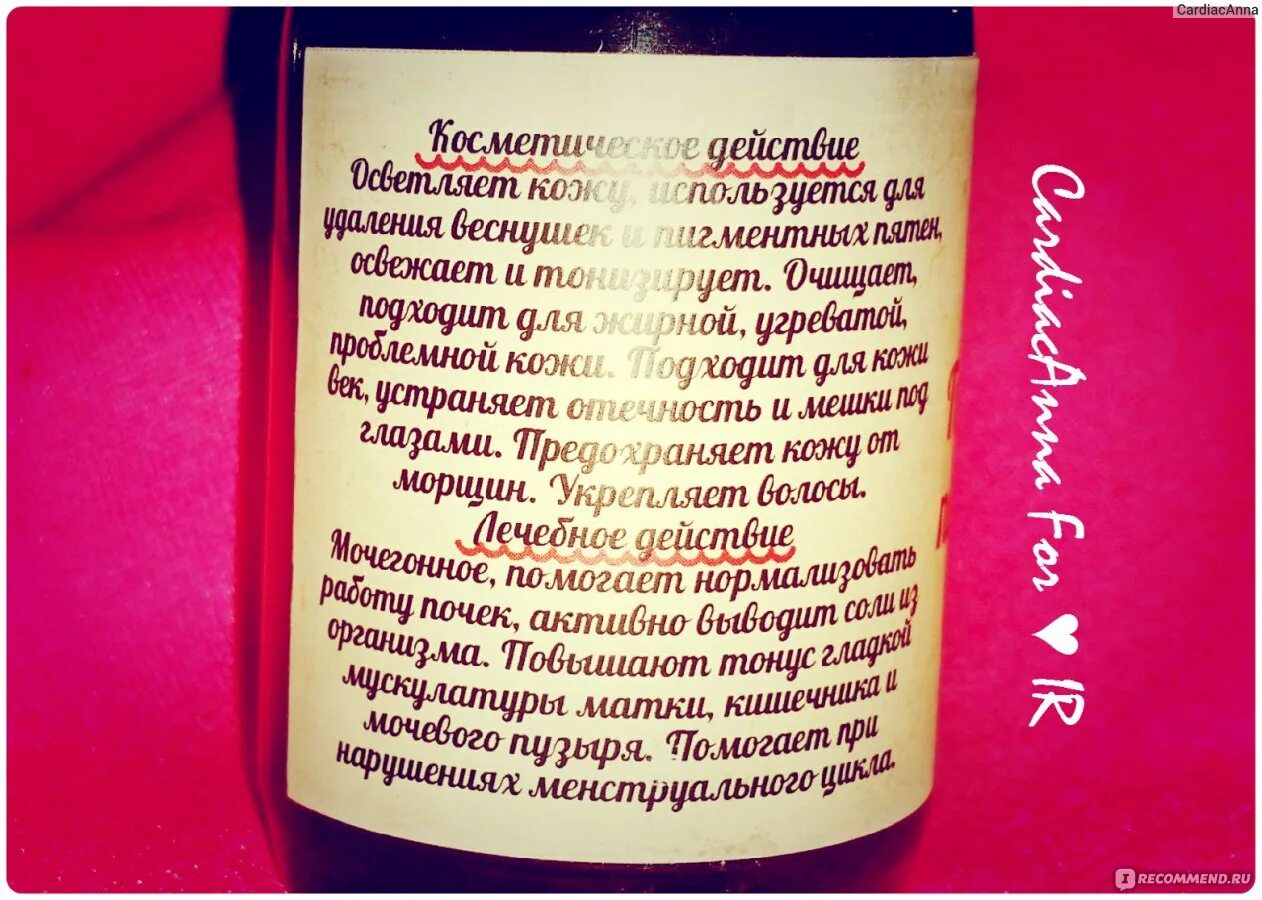 CardiacAnna
Косметическое действие
Осветляет кожу, используется для
удаления веснушек и пигментных пятен,
освежает и тонизирует. Очищает,
подходит для жирной, угреватой,
проблемной кожи. Подходит для кожи
век, устраняет отечность и мешки под
глазами. Предохраняет кожу от
морщин. Укрепляет волосы.
Лечебное действие
Мочегонное, помогает нормализовать
работу почек, активно выводит соли из
организма. Повышают тонус гладкой
мускулатуры матки, кишечника и
мочевого пузыря. Помогает при
нарушениях менструального цикла.
CardiacAnna For ♥ IR
IRECOMMEND.RU